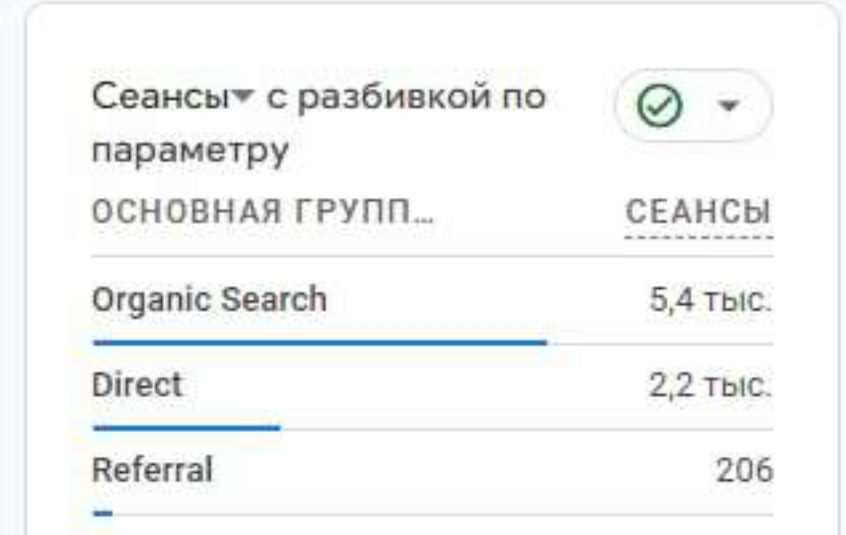 Сеансы с разбивкой по
параметру
ОСНОВНАЯ ГРУПП… СЕАНСЫ
Organic Search 5,4 тыс.
Direct 2,2 тыс.
Referral 206